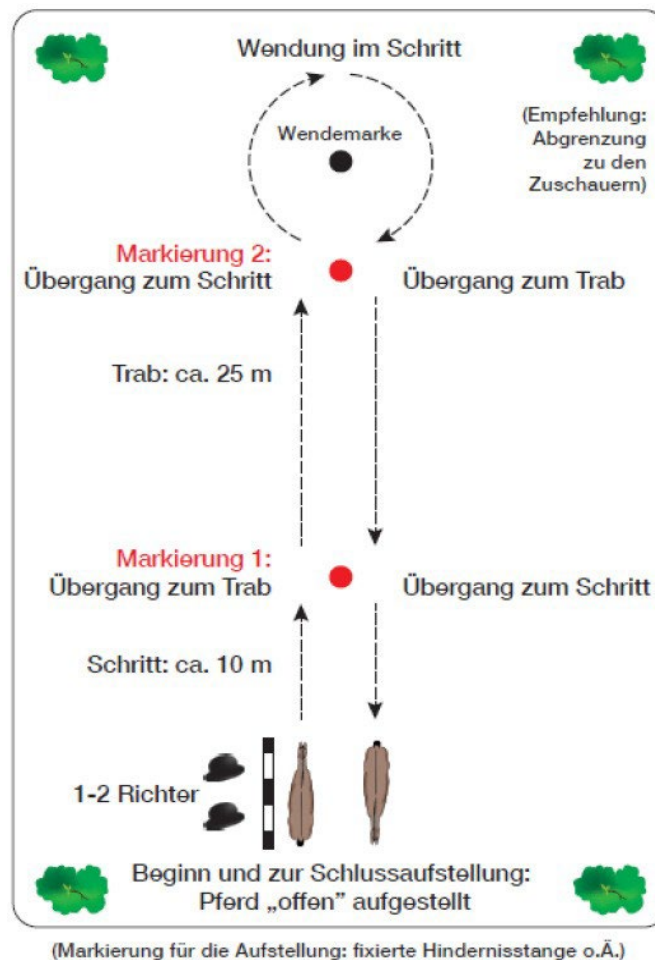 Wendung im Schritt
Wendemarke
(Empfehlung:
Abgrenzung
zu den
Zuschauern)
Markierung 2:
Übergang zum Schritt
Übergang zum Trab
Trab: ca. 25 m
Markierung 1:
Übergang zum Trab
Übergang zum Schritt
Schritt: ca. 10 m
1-2 Richter
Beginn und zur Schlussaufstellung:
Pferd „offen” aufgestellt
(Markierung für die Aufstellung: fixierte Hindernisstange o.Ä.)